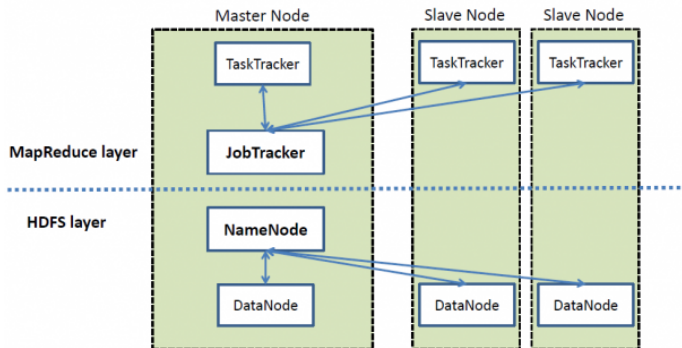 Master Node
Slave Node
Slave Node
TaskTracker
TaskTracker
TaskTracker
MapReduce layer
JobTracker
HDFS layer
NameNode
DataNode
DataNode
DataNode